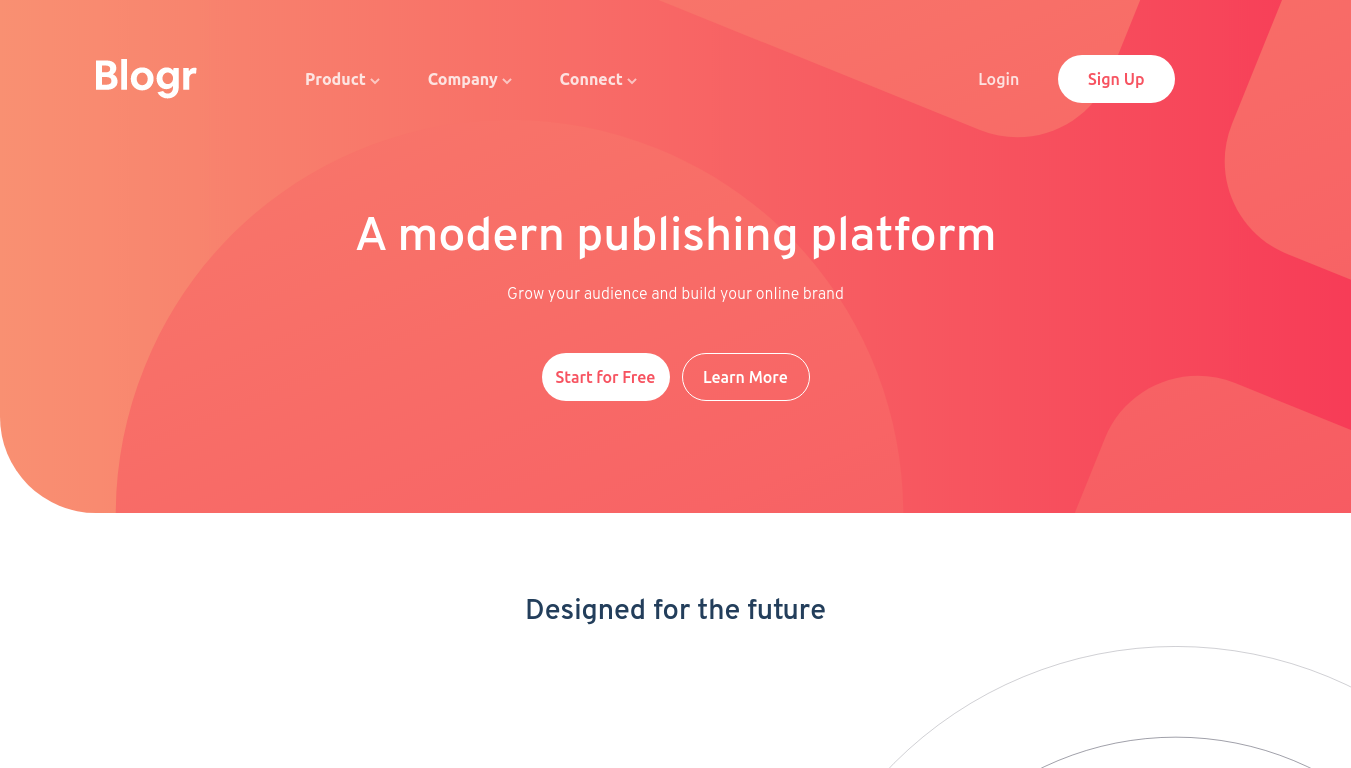 Blogr
Product
Company
Connect
Login
Sign Up
A modern publishing platform
Grow your audience and build your online brand
Start for Free
Learn More
Designed for the future